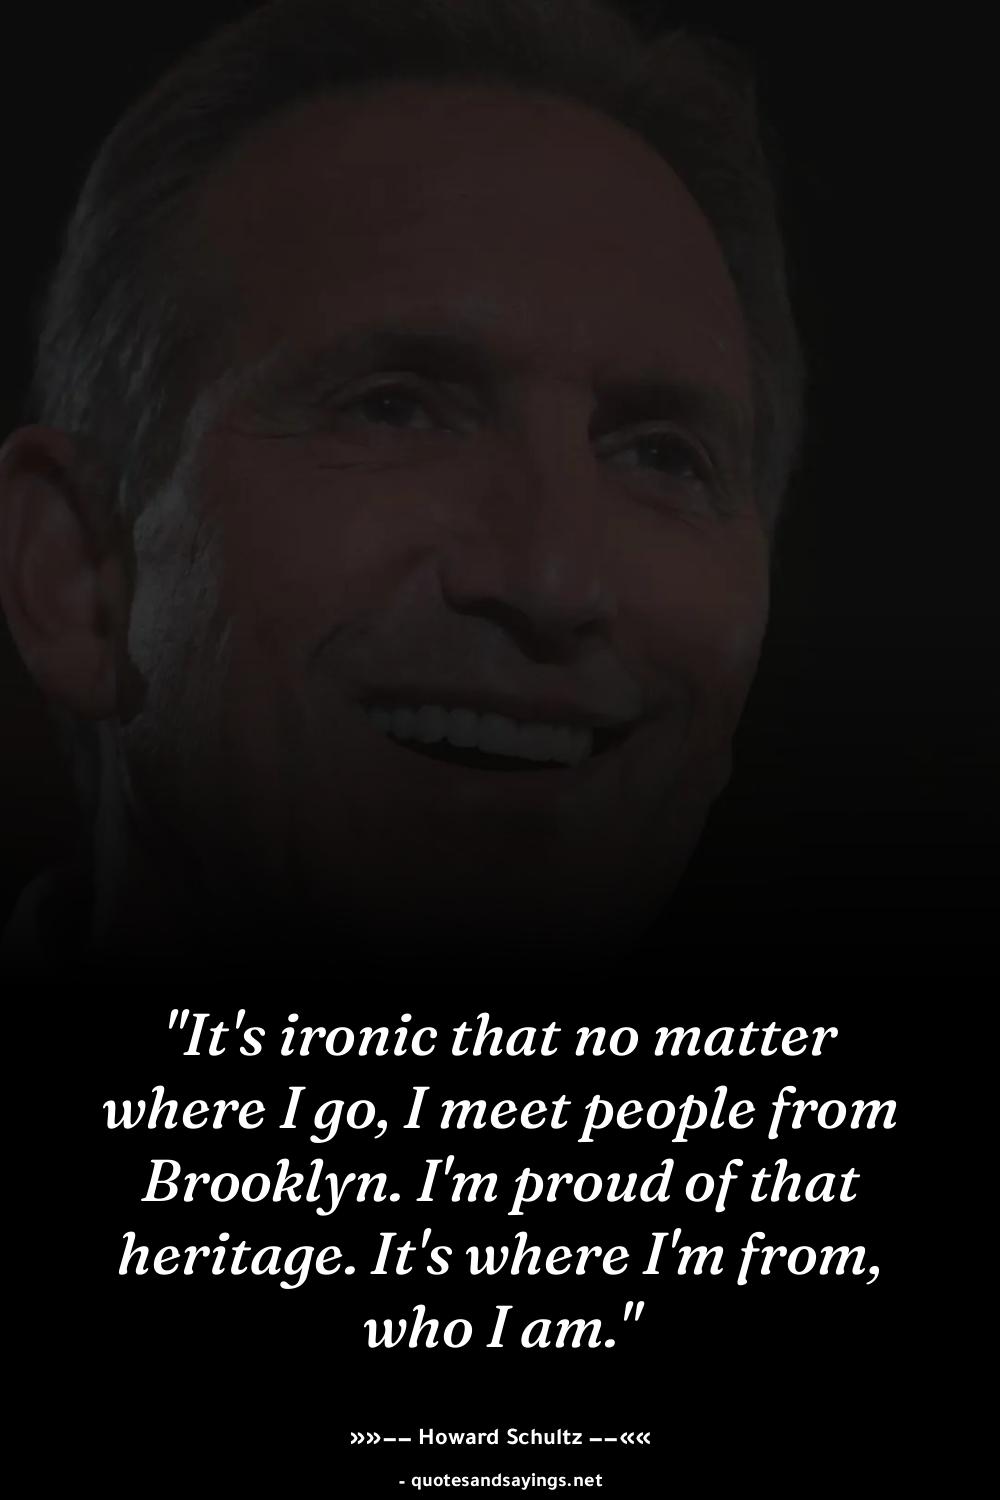 "It's ironic that no matter
where I go, I meet people from
Brooklyn. I'm proud of that
heritage. It's where I'm from,
who I am."
»»−− Howard Schultz −−««
- quotesandsayings.net